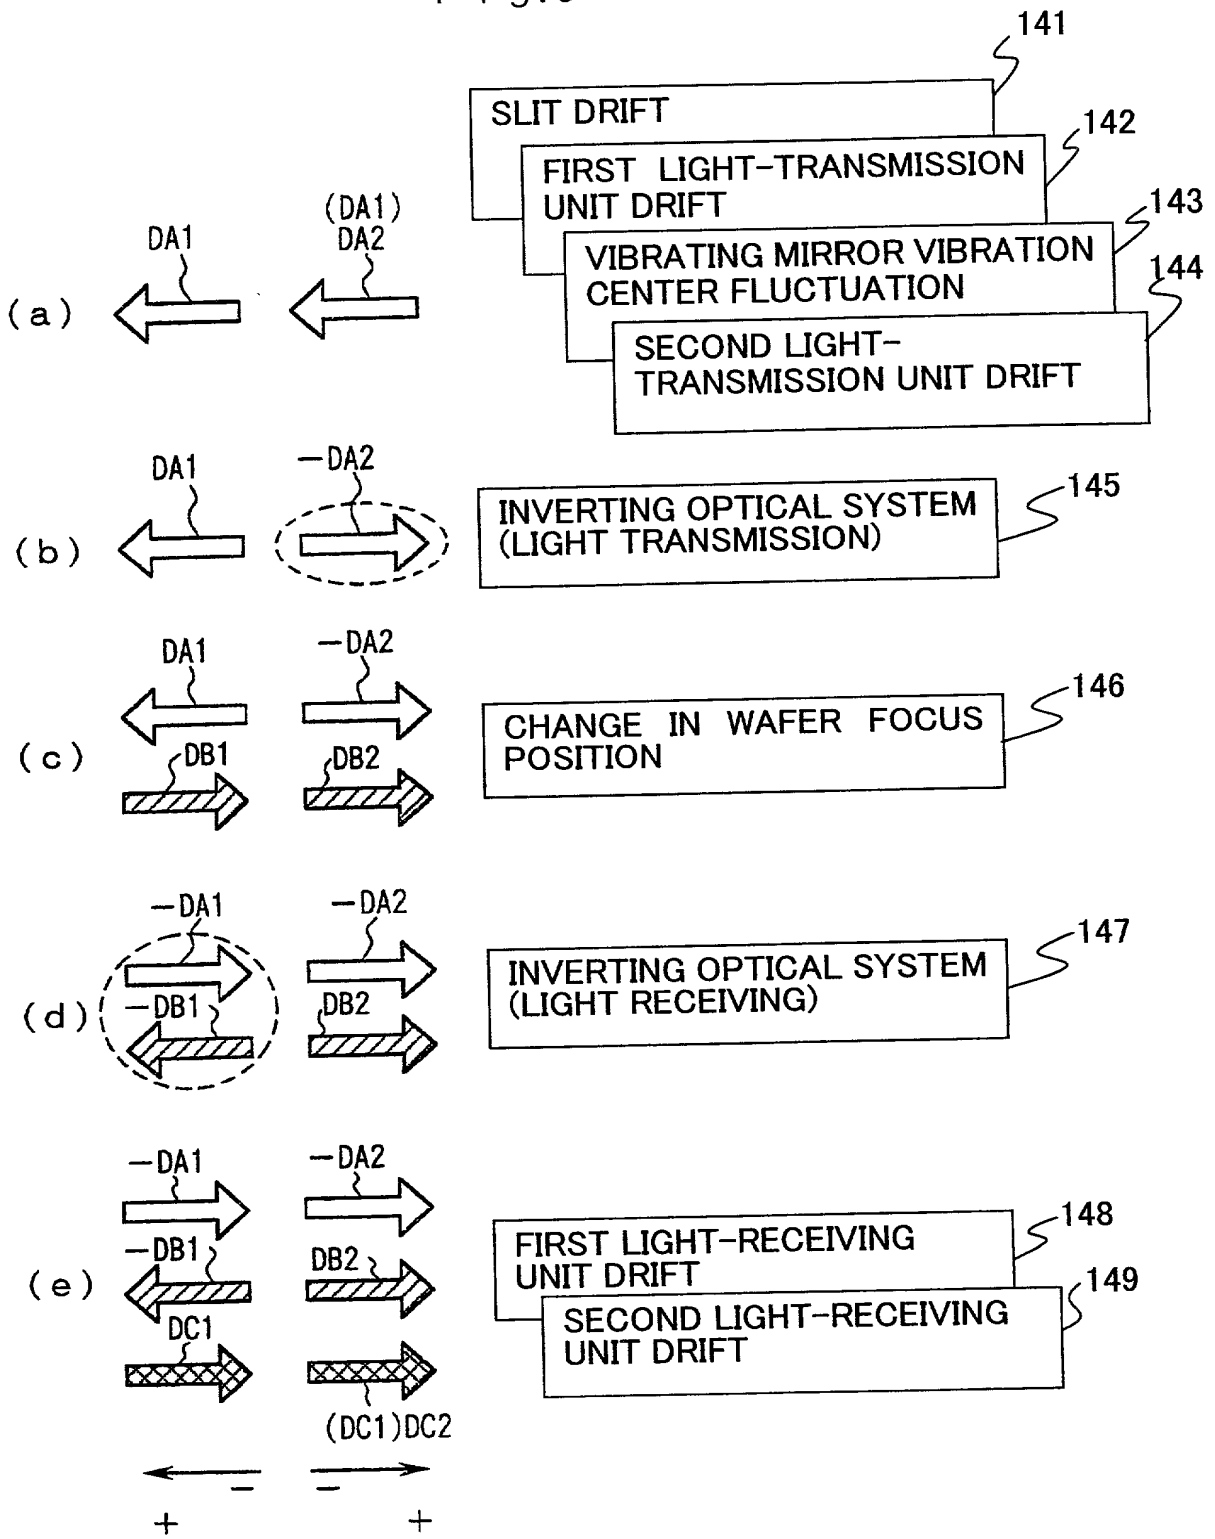 141
SLIT DRIFT
142
FIRST LIGHT-TRANSMISSION
UNIT DRIFT
143
VIBRATING MIRROR VIBRATION
CENTER FLUCTUATION
144
SECOND LIGHT-
TRANSMISSION UNIT DRIFT
(a)
DA1
(DA1)
DA2
(b)
DA1
-DA2
INVERTING OPTICAL SYSTEM
(LIGHT TRANSMISSION)
145
(c)
DA1
-DA2
DB1
DB2
CHANGE IN WAFER FOCUS
POSITION
146
(d)
-DA1
-DA2
-DB1
DB2
INVERTING OPTICAL SYSTEM
(LIGHT RECEIVING)
147
(e)
-DA1
-DA2
-DB1
DB2
DC1
(DC1)DC2
FIRST LIGHT-RECEIVING
UNIT DRIFT
148
SECOND LIGHT-RECEIVING
UNIT DRIFT
149
- -
+ +